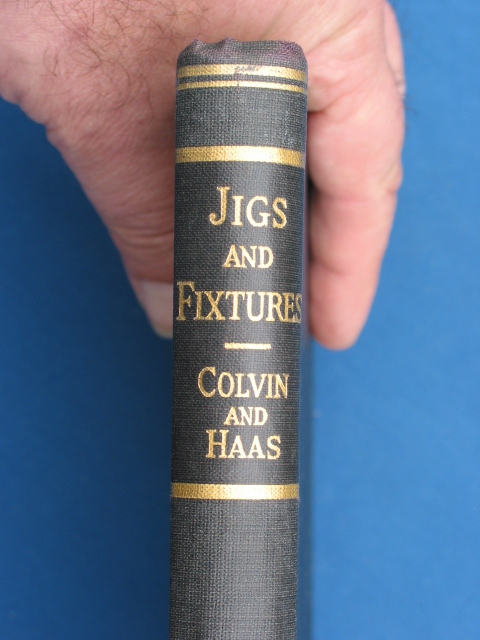 JIGS
AND
FIXTURES
COLVIN
AND
HAAS